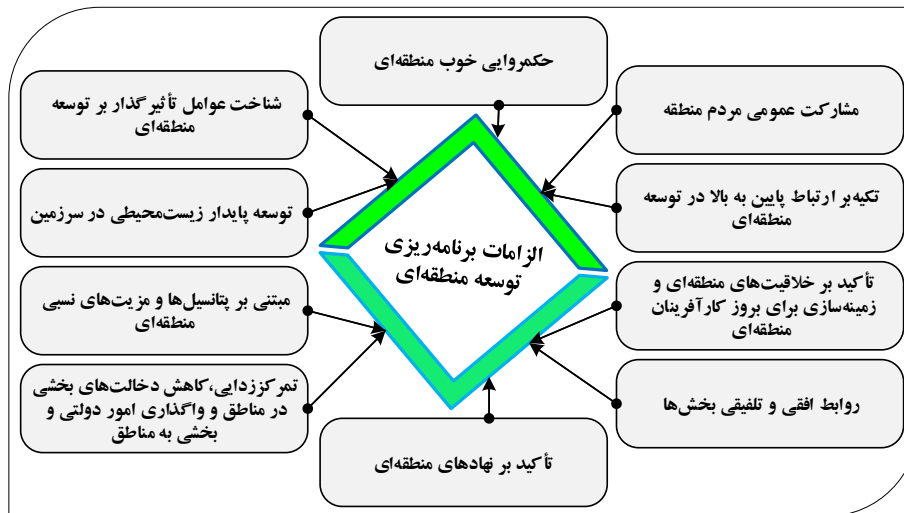 حکمروایی خوب منطقه‌ای
مشارکت عمومی مردم منطقه
تکیه‌بر ارتباط پایین به بالا در توسعه
منطقه‌ای
تأکید بر خلاقیت‌های منطقه‌ای و
زمینه‌سازی برای بروز کارآفرینان
منطقه‌ای
روابط افقی و تلفیقی بخش‌ها
تأکید بر نهادهای منطقه‌ای
شناخت عوامل تأثیرگذار بر توسعه
منطقه‌ای
توسعه پایدار زیست‌محیطی در سرزمین
مبتنی بر پتانسیل‌ها و مزیت‌های نسبی
منطقه‌ای
تمرکززدایی،کاهش دخالت‌های بخشی
در مناطق و واگذاری امور دولتی و
بخشی به مناطق
الزامات برنامه‌ریزی
توسعه منطقه‌ای